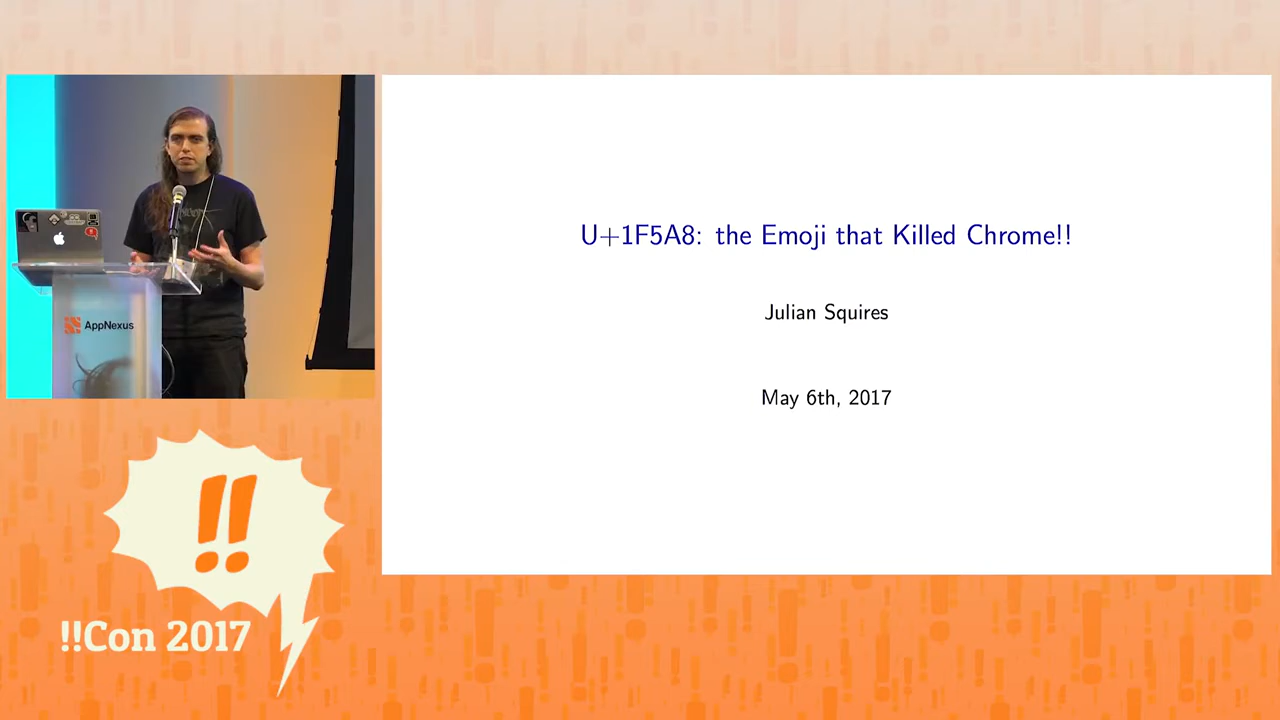 U+1F5A8: the Emoji that Killed Chrome!!
Julian Squires
May 6th, 2017
AppNexus
!!
!!Con 2017